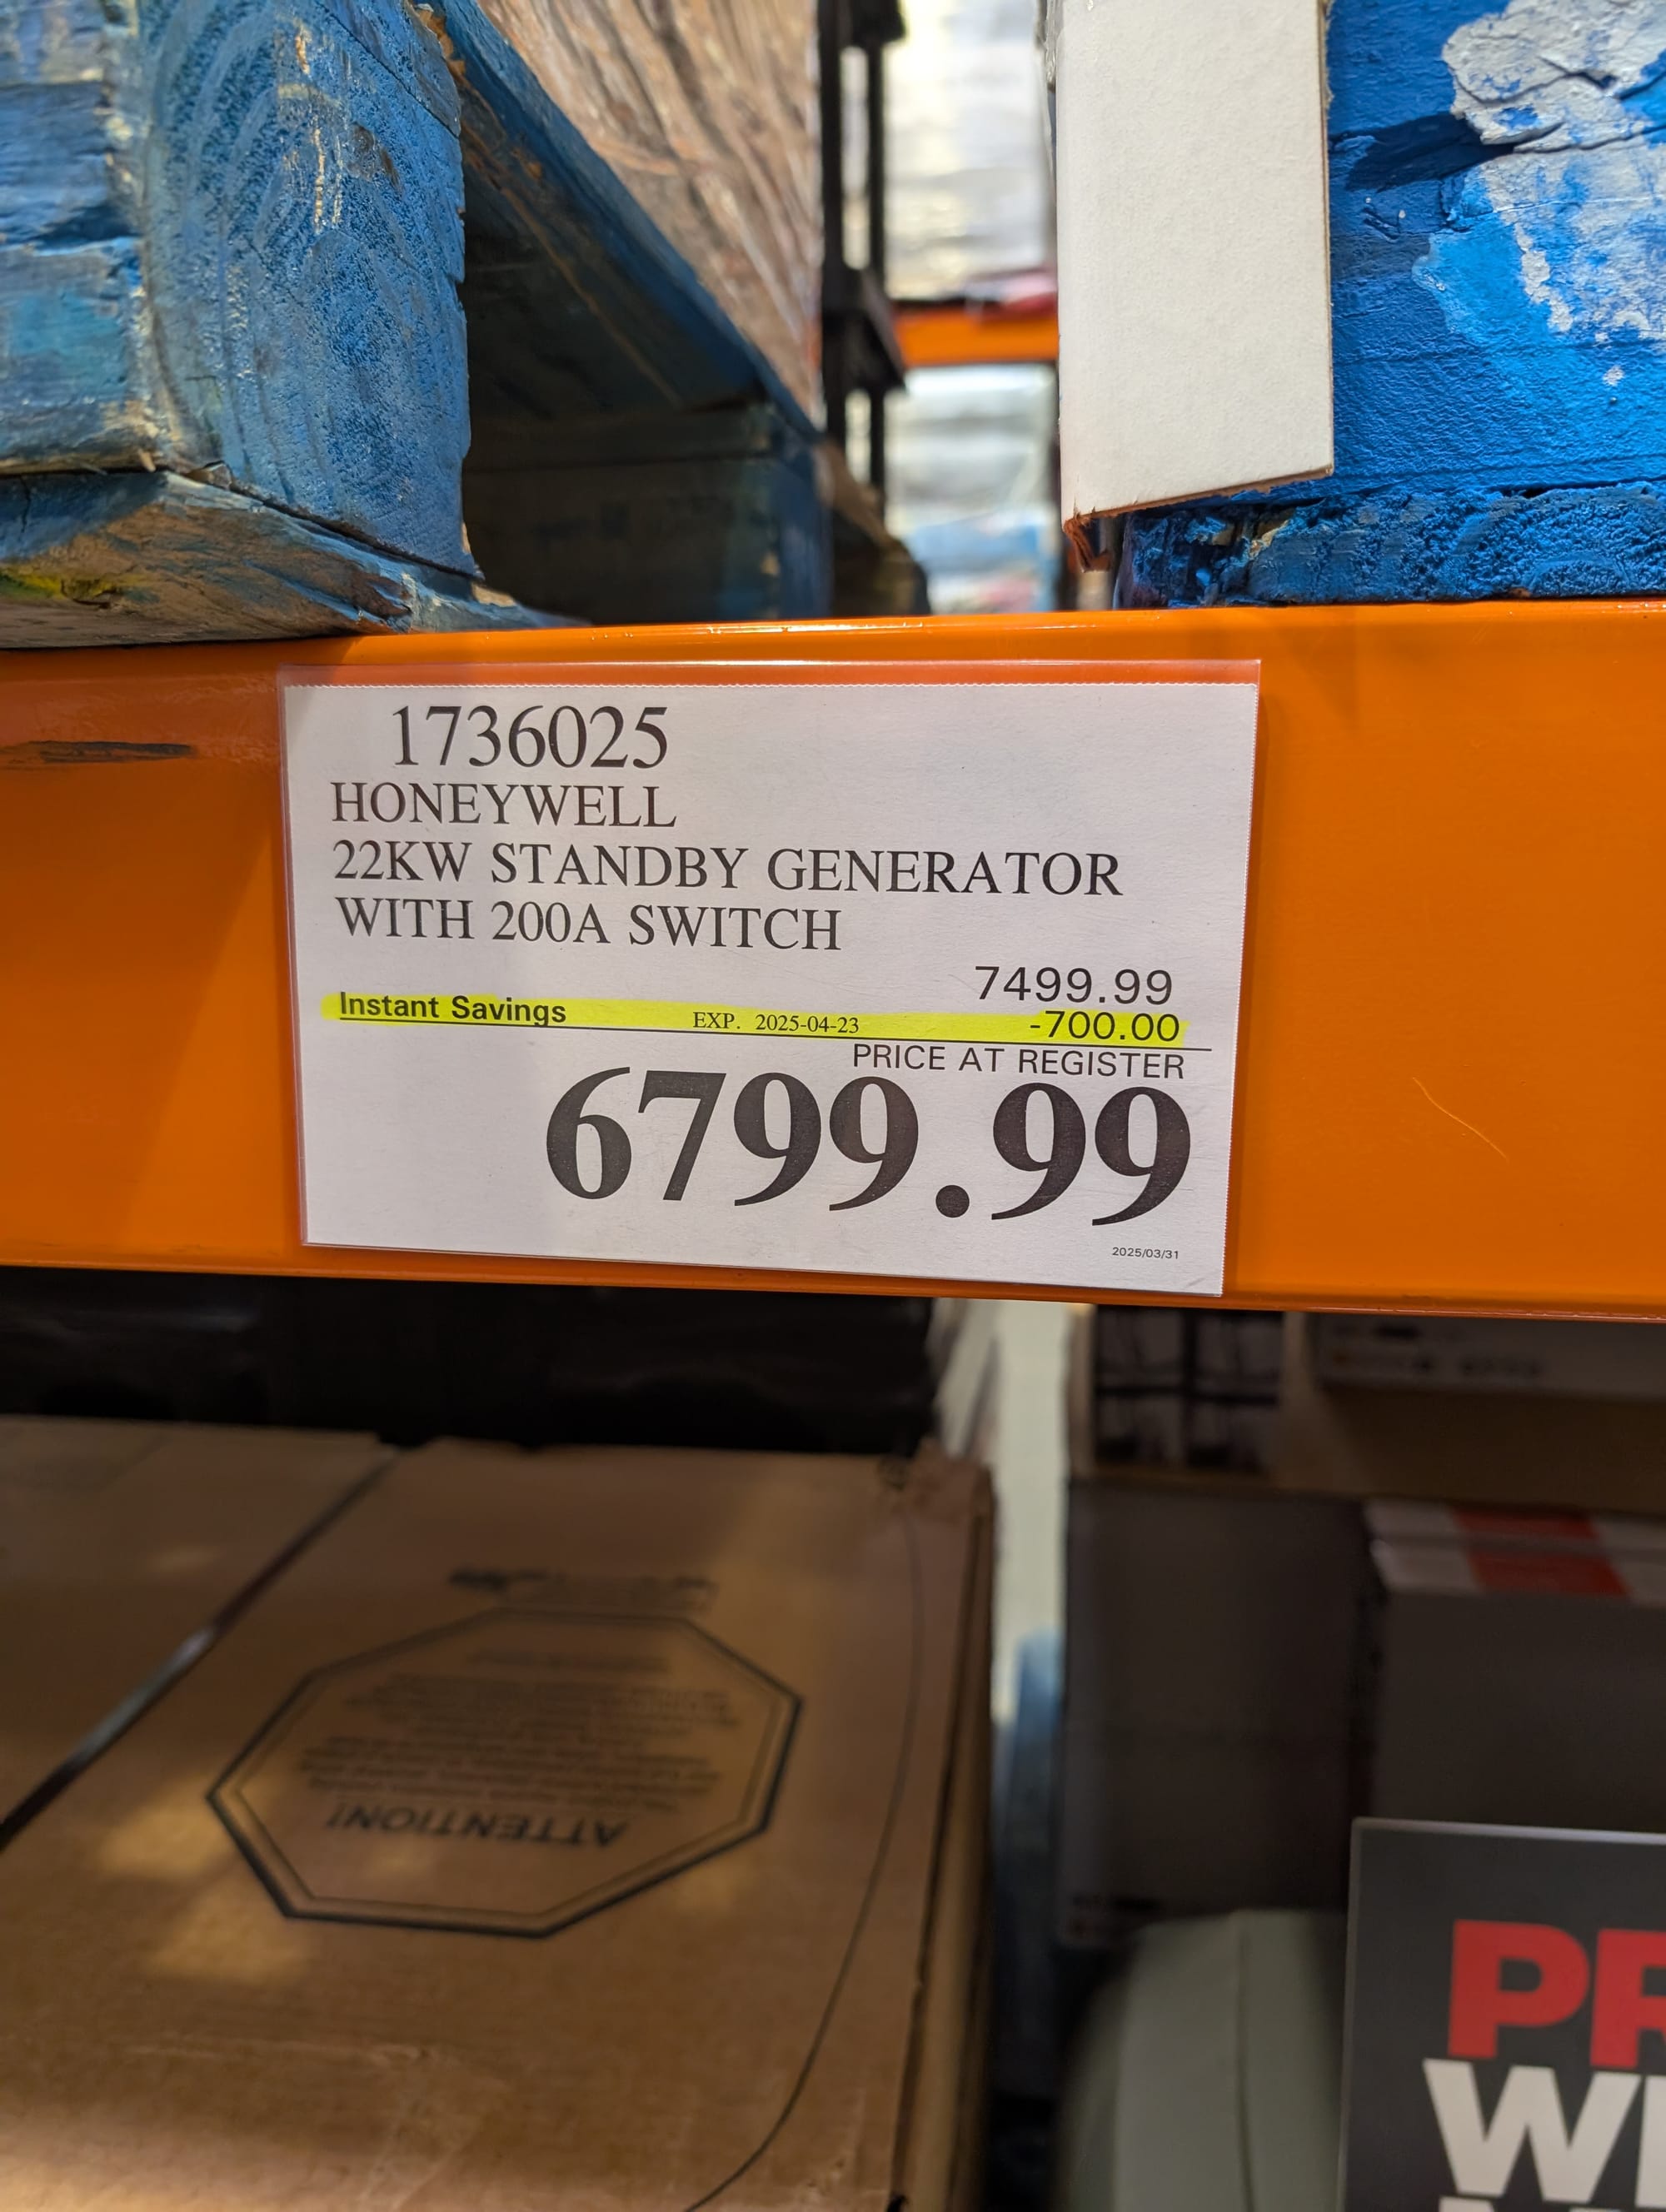 1736025
HONEYWELL
22KW STANDBY GENERATOR
WITH 200A SWITCH
7499.99
Instant Savings EXP. 2025-04-23 -700.00
PRICE AT REGISTER
6799.99
2025/03/31
ATTENTION!